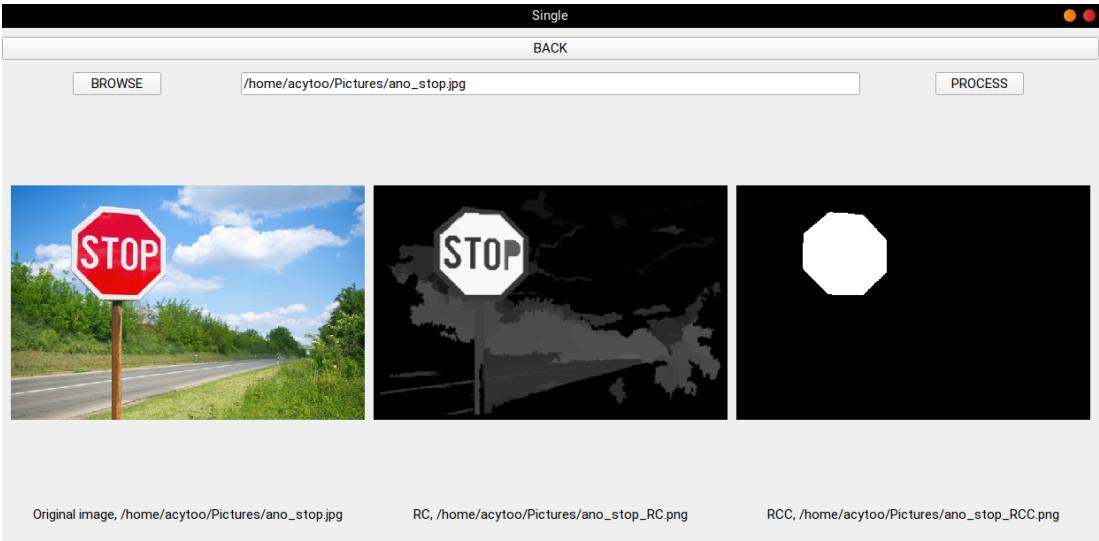 Single
BACK
BROWSE
/home/acytoo/Pictures/ano_stop.jpg
PROCESS
STOP
STOP
Original image, /home/acytoo/Pictures/ano_stop.jpg
RC, /home/acytoo/Pictures/ano_stop_RC.png
RCC, /home/acytoo/Pictures/ano_stop_RCC.png